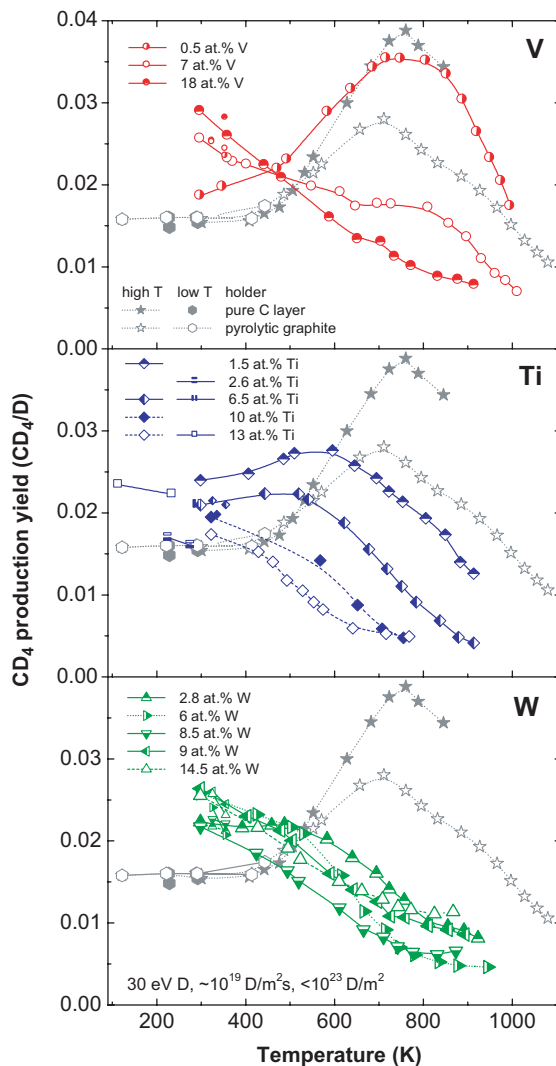 V
0.5 at.% V
7 at.% V
18 at.% V
0.04
0.03
0.02
0.01
0.00
high T low T holder
pure C layer
pyrolytic graphite
Ti
1.5 at.% Ti
2.6 at.% Ti
6.5 at.% Ti
10 at.% Ti
13 at.% Ti
0.03
0.02
0.01
0.00
CD₄ production yield (CD₄/D)
W
2.8 at.% W
6 at.% W
8.5 at.% W
9 at.% W
14.5 at.% W
0.03
0.02
0.01
0.00
30 eV D, ~10¹⁹ D/m²s, <10²³ D/m²
200 400 600 800 1000
Temperature (K)